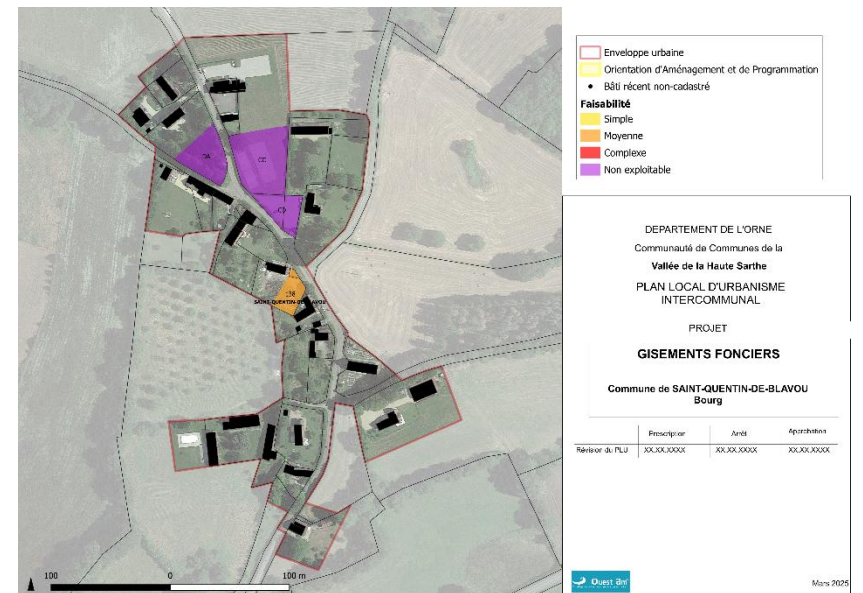 Enveloppe urbaine
Orientation d'Aménagement et de Programmation
Bâti récent non-cadastré
Faisabilité
Simple
Moyenne
Complexe
Non exploitable
DEPARTEMENT DE L'ORNE
Communauté de Communes de la
Vallée de la Haute Sarthe
PLAN LOCAL D'URBANISME
INTERCOMMUNAL
PROJET
GISEMENTS FONCIERS
Commune de SAINT-QUENTIN-DE-BLAVOU
Bourg
Prescription Arrêt Approbation
Révision du PLU XX.XX.XXXX XX.XX.XXXX XX.XX.XXXX
Mars 2025
SAINT-QUENTIN-DE-BLAVOU
100 0 100 m